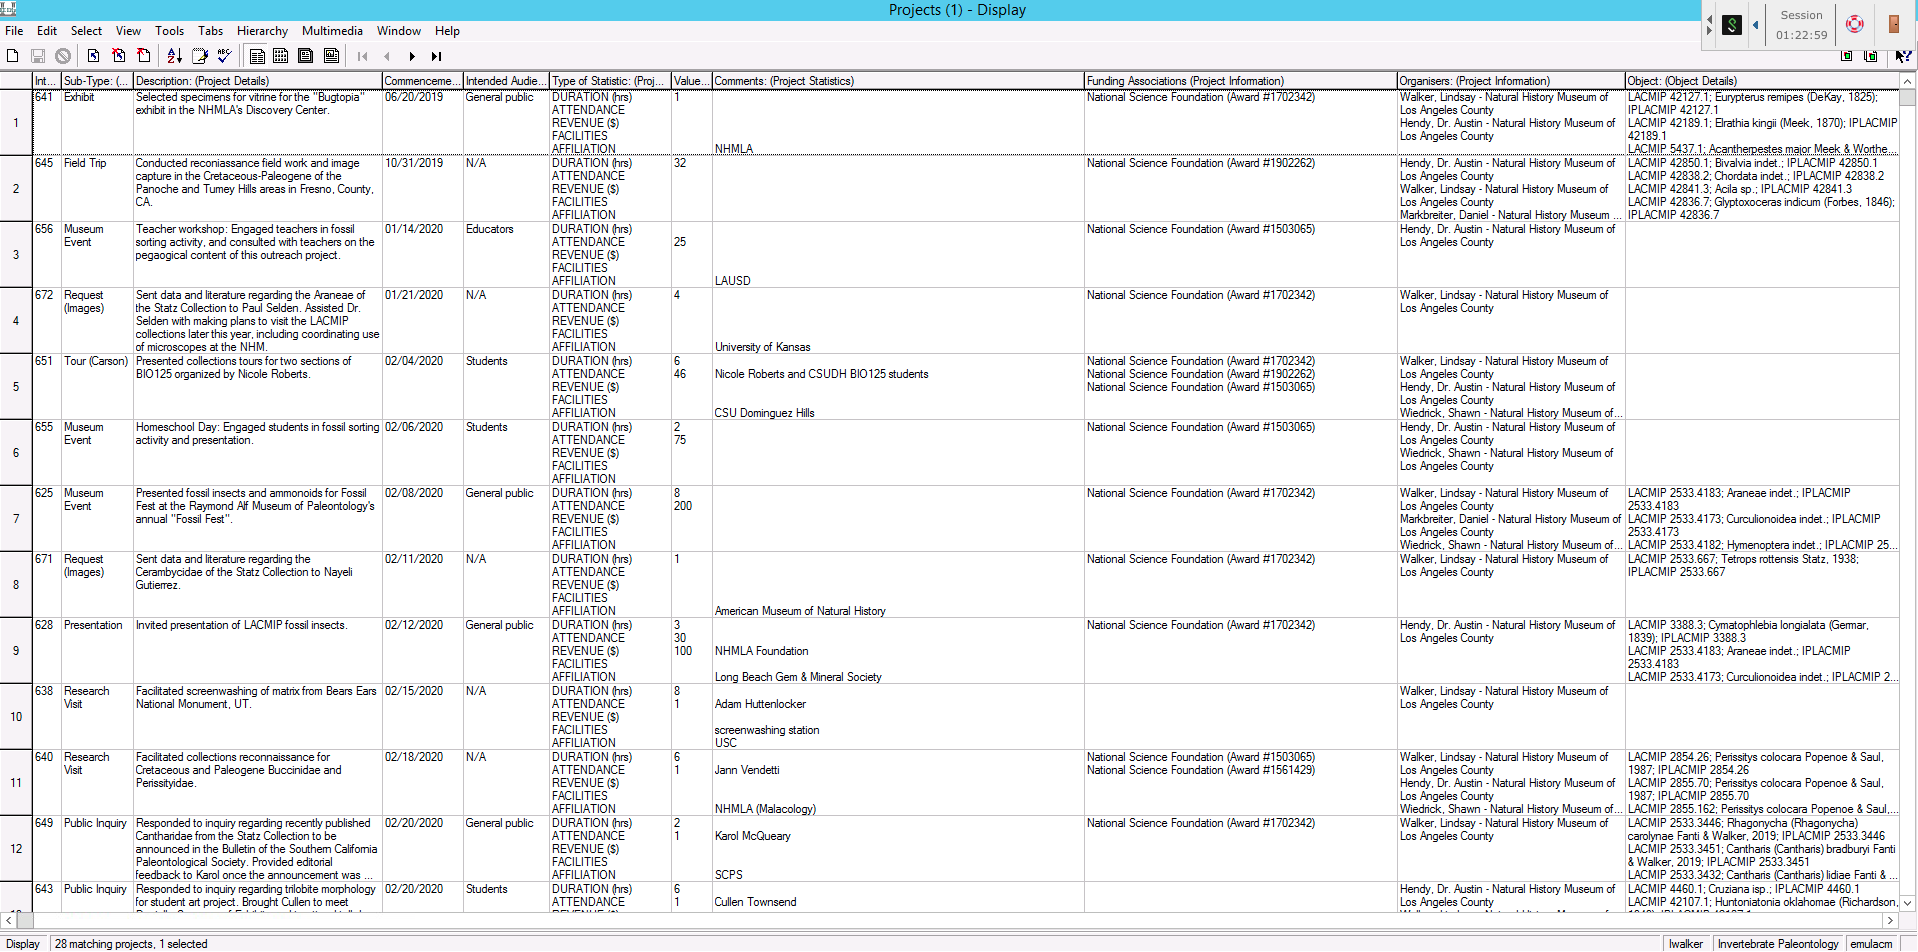 Projects (1) - Display
File Edit Select View Tools Tabs Hierarchy Multimedia Window Help
Session
01:22:59
Int... Sub-Type: (... Description: (Project Details) Commenceme... Intended Audie... Type of Statistic: (Proj... Value... Comments: (Project Statistics) Funding Associations (Project Information) Organisers: (Project Information) Object: (Object Details)
1
641 Exhibit
Selected specimens for vitrine for the "Bugtopia"
exhibit in the NHMLA's Discovery Center.
06/20/2019 General public
DURATION (hrs) 1
ATTENDANCE
REVENUE ($)
FACILITIES
AFFILIATION NHMLA
National Science Foundation (Award #1702342)
Walker, Lindsay - Natural History Museum of
Los Angeles County
Hendy, Dr. Austin - Natural History Museum of
Los Angeles County
LACMIP 42127.1; Eurypterus remipes (DeKay, 1825);
IPLACMIP 42127.1
LACMIP 42189.1; Elrathia kingii (Meek, 1870); IPLACMIP
42189.1
LACMIP 5437.1; Acantherpestes major Meek & Worthe...
2
645 Field Trip
Conducted reconiassance field work and image
capture in the Cretaceous-Paleogene of the
Panoche and Tumey Hills areas in Fresno, County,
CA.
10/31/2019 N/A
DURATION (hrs) 32
ATTENDANCE
REVENUE ($)
FACILITIES
AFFILIATION
National Science Foundation (Award #1902262)
Hendy, Dr. Austin - Natural History Museum of
Los Angeles County
Walker, Lindsay - Natural History Museum of
Los Angeles County
Markbreiter, Daniel - Natural History Museum ...
LACMIP 42850.1; Bivalvia indet.; IPLACMIP 42850.1
LACMIP 42838.2; Chordata indet.; IPLACMIP 42838.2
LACMIP 42841.3; Acila sp.; IPLACMIP 42841.3
LACMIP 42836.7; Glyptoxoceras indicum (Forbes, 1846);
IPLACMIP 42836.7
3
656 Museum
Event
Teacher workshop: Engaged teachers in fossil
sorting activity, and consulted with teachers on the
pegaogical content of this outreach project.
01/14/2020 Educators
DURATION (hrs)
ATTENDANCE 25
REVENUE ($)
FACILITIES
AFFILIATION LAUSD
National Science Foundation (Award #1503065)
Hendy, Dr. Austin - Natural History Museum of
Los Angeles County
4
672 Request
(Images)
Sent data and literature regarding the Araneae of
the Statz Collection to Paul Selden. Assisted Dr.
Selden with making plans to visit the LACMIP
collections later this year, including coordinating use
of microscopes at the NHM.
01/21/2020 N/A
DURATION (hrs) 4
ATTENDANCE
REVENUE ($)
FACILITIES
AFFILIATION University of Kansas
National Science Foundation (Award #1702342)
Walker, Lindsay - Natural History Museum of
Los Angeles County
5
651 Tour (Carson)
Presented collections tours for two sections of
BIO125 organized by Nicole Roberts.
02/04/2020 Students
DURATION (hrs) 6
ATTENDANCE 46 Nicole Roberts and CSUDH BIO125 students
REVENUE ($)
FACILITIES
AFFILIATION CSU Dominguez Hills
National Science Foundation (Award #1702342)
National Science Foundation (Award #1902262)
National Science Foundation (Award #1503065)
Walker, Lindsay - Natural History Museum of
Los Angeles County
Hendy, Dr. Austin - Natural History Museum of
Los Angeles County
Wiedrick, Shawn - Natural History Museum of...
6
655 Museum
Event
Homeschool Day: Engaged students in fossil sorting
activity and presentation.
02/06/2020 Students
DURATION (hrs) 2
ATTENDANCE 75
REVENUE ($)
FACILITIES
AFFILIATION
National Science Foundation (Award #1503065)
Hendy, Dr. Austin - Natural History Museum of
Los Angeles County
Wiedrick, Shawn - Natural History Museum of
Los Angeles County
7
625 Museum
Event
Presented fossil insects and ammonoids for Fossil
Fest at the Raymond Alf Museum of Paleontology's
annual "Fossil Fest".
02/08/2020 General public
DURATION (hrs) 8
ATTENDANCE 200
REVENUE ($)
FACILITIES
AFFILIATION
National Science Foundation (Award #1702342)
Walker, Lindsay - Natural History Museum of
Los Angeles County
Markbreiter, Daniel - Natural History Museum of
Los Angeles County
Wiedrick, Shawn - Natural History Museum of...
LACMIP 2533.4183; Araneae indet.; IPLACMIP
2533.4183
LACMIP 2533.4173; Curculionoidea indet.; IPLACMIP
2533.4173
LACMIP 2533.4182; Hymenoptera indet.; IPLACMIP 25...
8
671 Request
(Images)
Sent data and literature regarding the
Cerambycidae of the Statz Collection to Nayeli
Gutierrez.
02/11/2020 N/A
DURATION (hrs) 1
ATTENDANCE
REVENUE ($)
FACILITIES
AFFILIATION American Museum of Natural History
National Science Foundation (Award #1702342)
Walker, Lindsay - Natural History Museum of
Los Angeles County
LACMIP 2533.667; Tetrops rottensis Statz, 1938;
IPLACMIP 2533.667
9
628 Presentation
Invited presentation of LACMIP fossil insects.
02/12/2020 General public
DURATION (hrs) 3
ATTENDANCE 30
REVENUE ($) 100 NHMLA Foundation
FACILITIES
AFFILIATION Long Beach Gem & Mineral Society
National Science Foundation (Award #1702342)
Hendy, Dr. Austin - Natural History Museum of
Los Angeles County
LACMIP 3388.3; Cymatophlebia longialata (Germar,
1839); IPLACMIP 3388.3
LACMIP 2533.4183; Araneae indet.; IPLACMIP
2533.4183
LACMIP 2533.4173; Curculionoidea indet.; IPLACMIP 2...
10
638 Research
Visit
Facilitated screenwashing of matrix from Bears Ears
National Monument, UT.
02/15/2020 N/A
DURATION (hrs) 8
ATTENDANCE 1 Adam Huttenlocker
REVENUE ($)
FACILITIES screenwashing station
AFFILIATION USC
Walker, Lindsay - Natural History Museum of
Los Angeles County
11
640 Research
Visit
Facilitated collections reconnaissance for
Cretaceous and Paleogene Buccinidae and
Perissityidae.
02/18/2020 N/A
DURATION (hrs) 6
ATTENDANCE 1 Jann Vendetti
REVENUE ($)
FACILITIES
AFFILIATION NHMLA (Malacology)
National Science Foundation (Award #1503065)
National Science Foundation (Award #1561429)
Walker, Lindsay - Natural History Museum of
Los Angeles County
Hendy, Dr. Austin - Natural History Museum of
Los Angeles County
Wiedrick, Shawn - Natural History Museum of...
LACMIP 2854.26; Perissitys colocara Popenoe & Saul,
1987; IPLACMIP 2854.26
LACMIP 2855.70; Perissitys colocara Popenoe & Saul,
1987; IPLACMIP 2855.70
LACMIP 2855.162; Perissitys colocara Popenoe & Saul,...
12
649 Public Inquiry
Responded to inquiry regarding recently published
Cantharidae from the Statz Collection to be
announced in the Bulletin of the Southern California
Paleontological Society. Provided editorial
feedback to Karol once the announcement was ...
02/20/2020 General public
DURATION (hrs) 2
ATTENDANCE 1 Karol McQueary
REVENUE ($)
FACILITIES
AFFILIATION SCPS
National Science Foundation (Award #1702342)
Walker, Lindsay - Natural History Museum of
Los Angeles County
LACMIP 2533.3446; Rhagonycha (Rhagonycha)
carolynae Fanti & Walker, 2019; IPLACMIP 2533.3446
LACMIP 2533.3451; Cantharis (Cantharis) bradburyi Fanti
& Walker, 2019; IPLACMIP 2533.3451
LACMIP 2533.3432; Cantharis (Cantharis) lidiae Fanti & ...
643 Public Inquiry
Responded to inquiry regarding trilobite morphology
for student art project. Brought Cullen to meet
02/20/2020 Students
DURATION (hrs) 6
ATTENDANCE 1 Cullen Townsend
Hendy, Dr. Austin - Natural History Museum of
Los Angeles County
LACMIP 4460.1; Cruziana isp.; IPLACMIP 4460.1
LACMIP 42107.1; Huntoniatonia oklahomae (Richardson,
Display 28 matching projects, 1 selected lwalker Invertebrate Paleontology emulacm